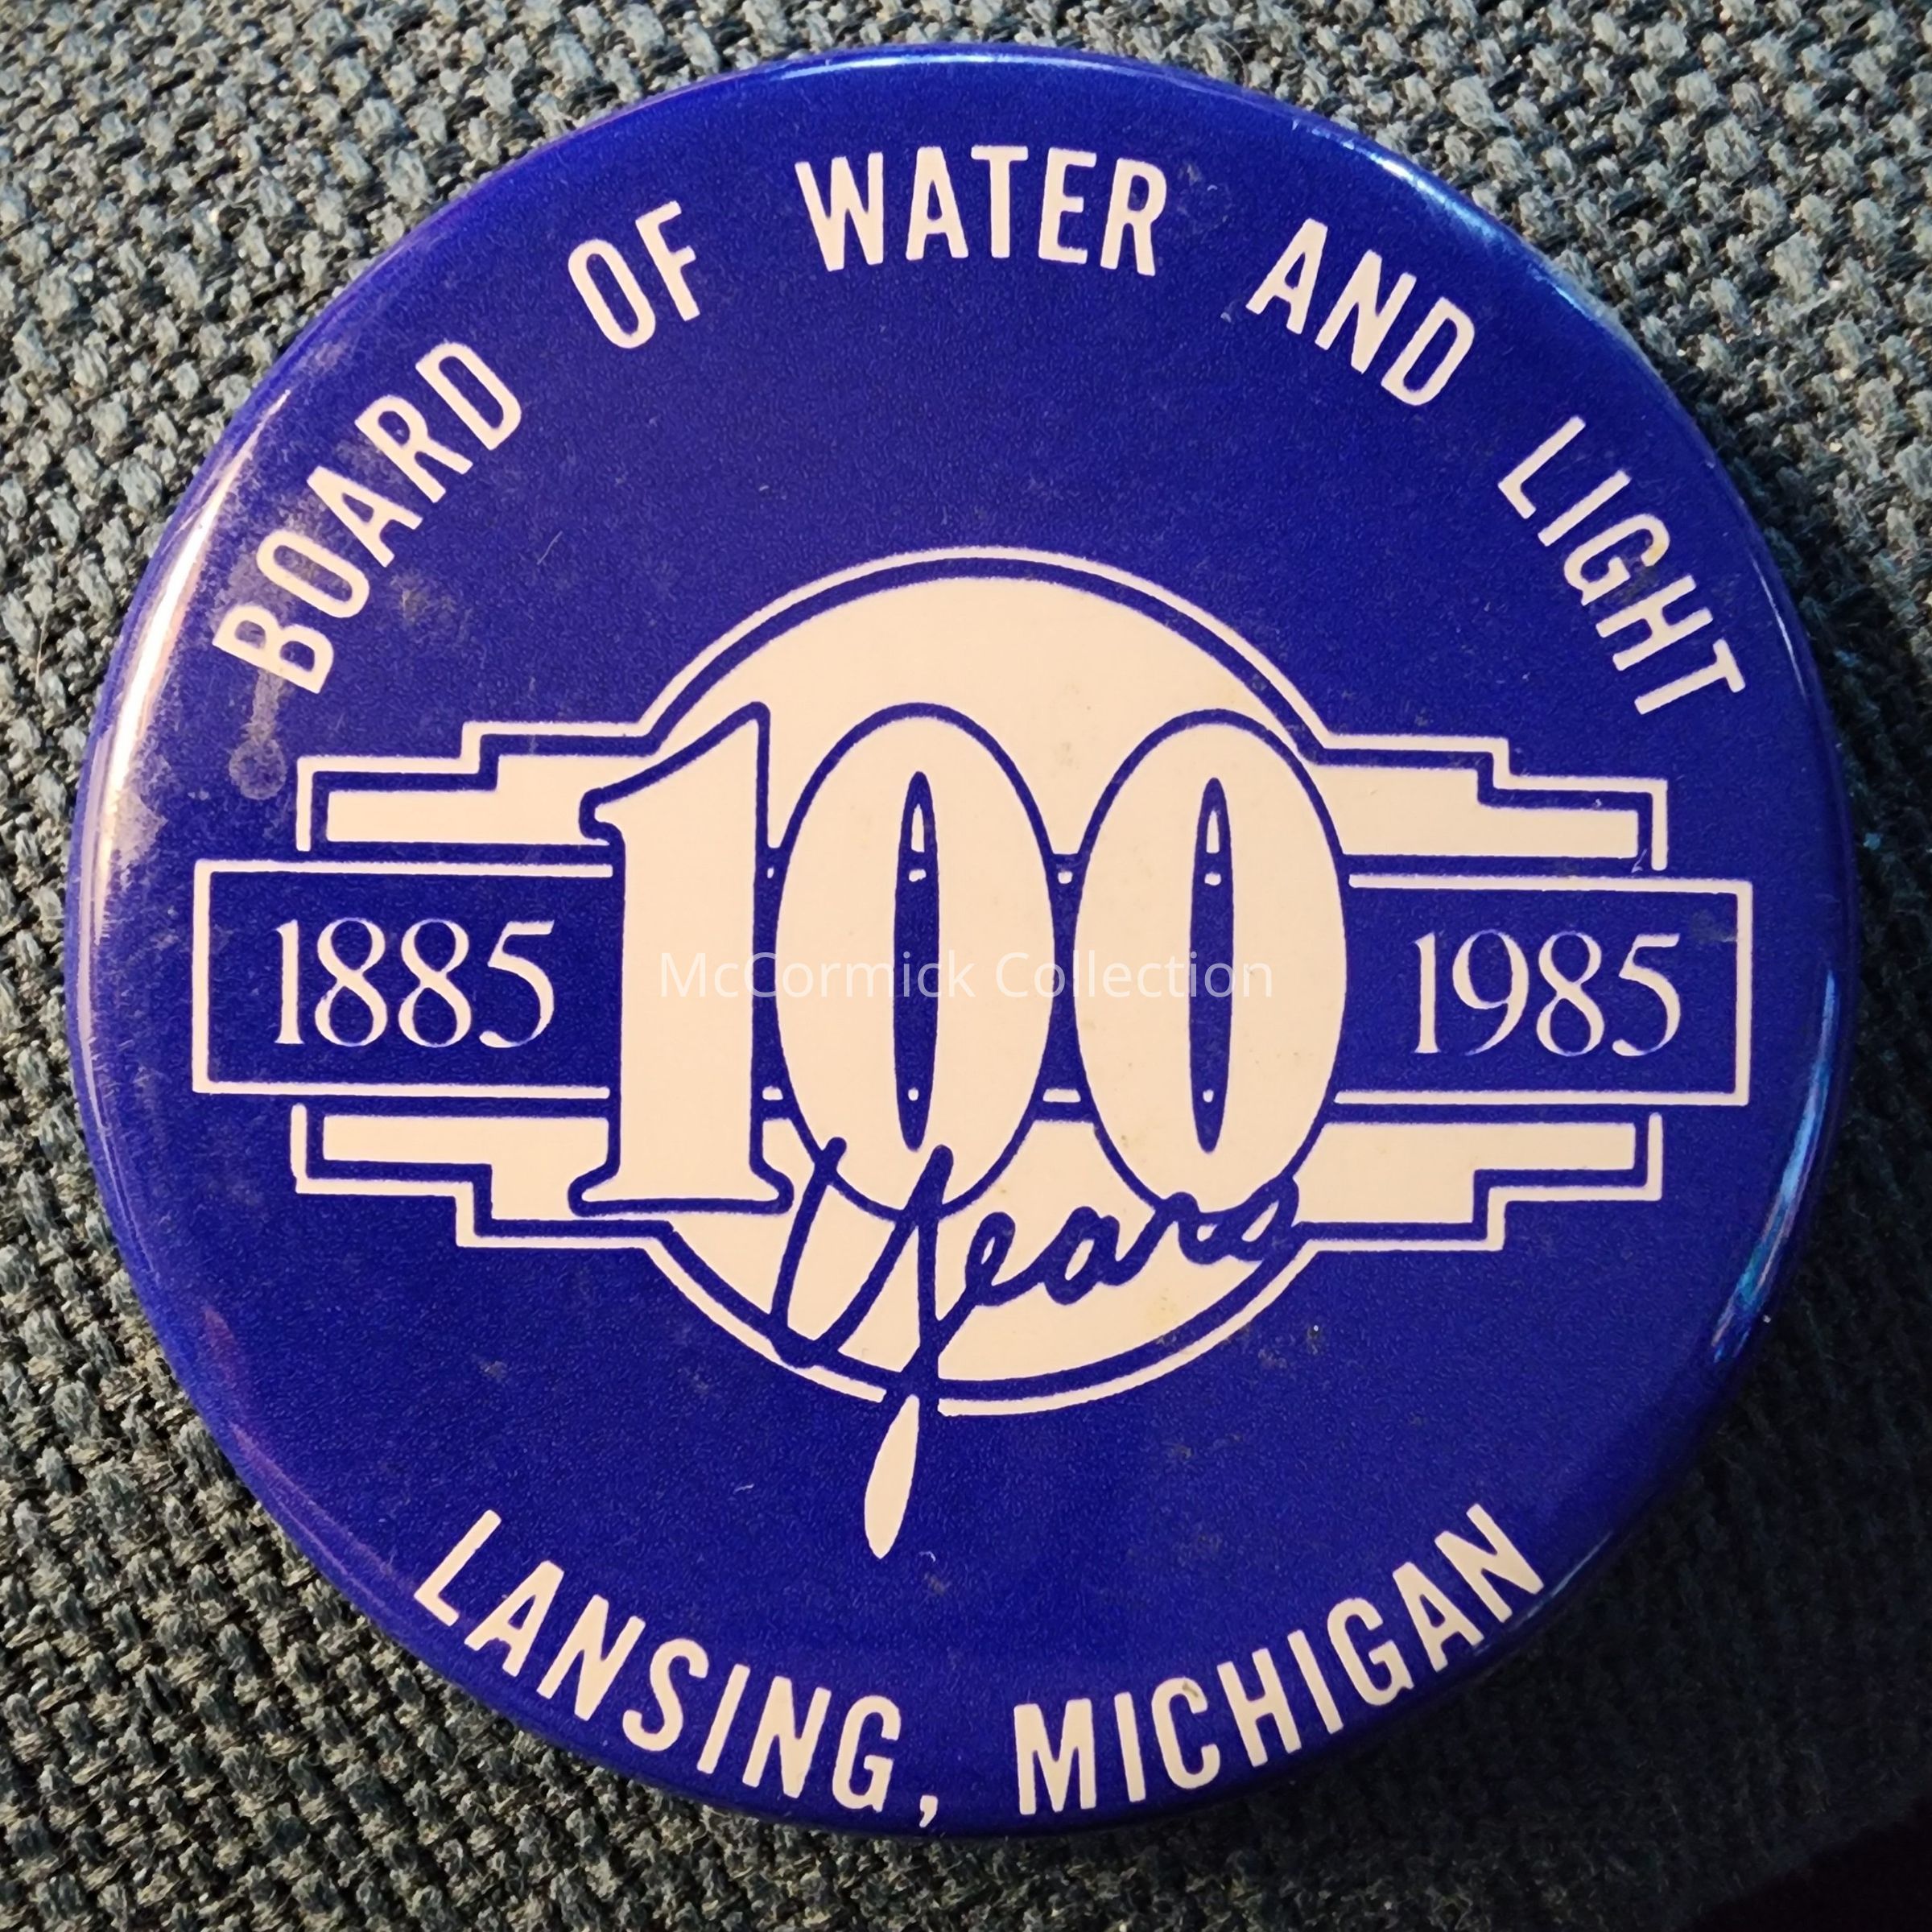 BOARD OF WATER AND LIGHT
100
1885
1985
McCormick Collection
Years
LANSING, MICHIGAN